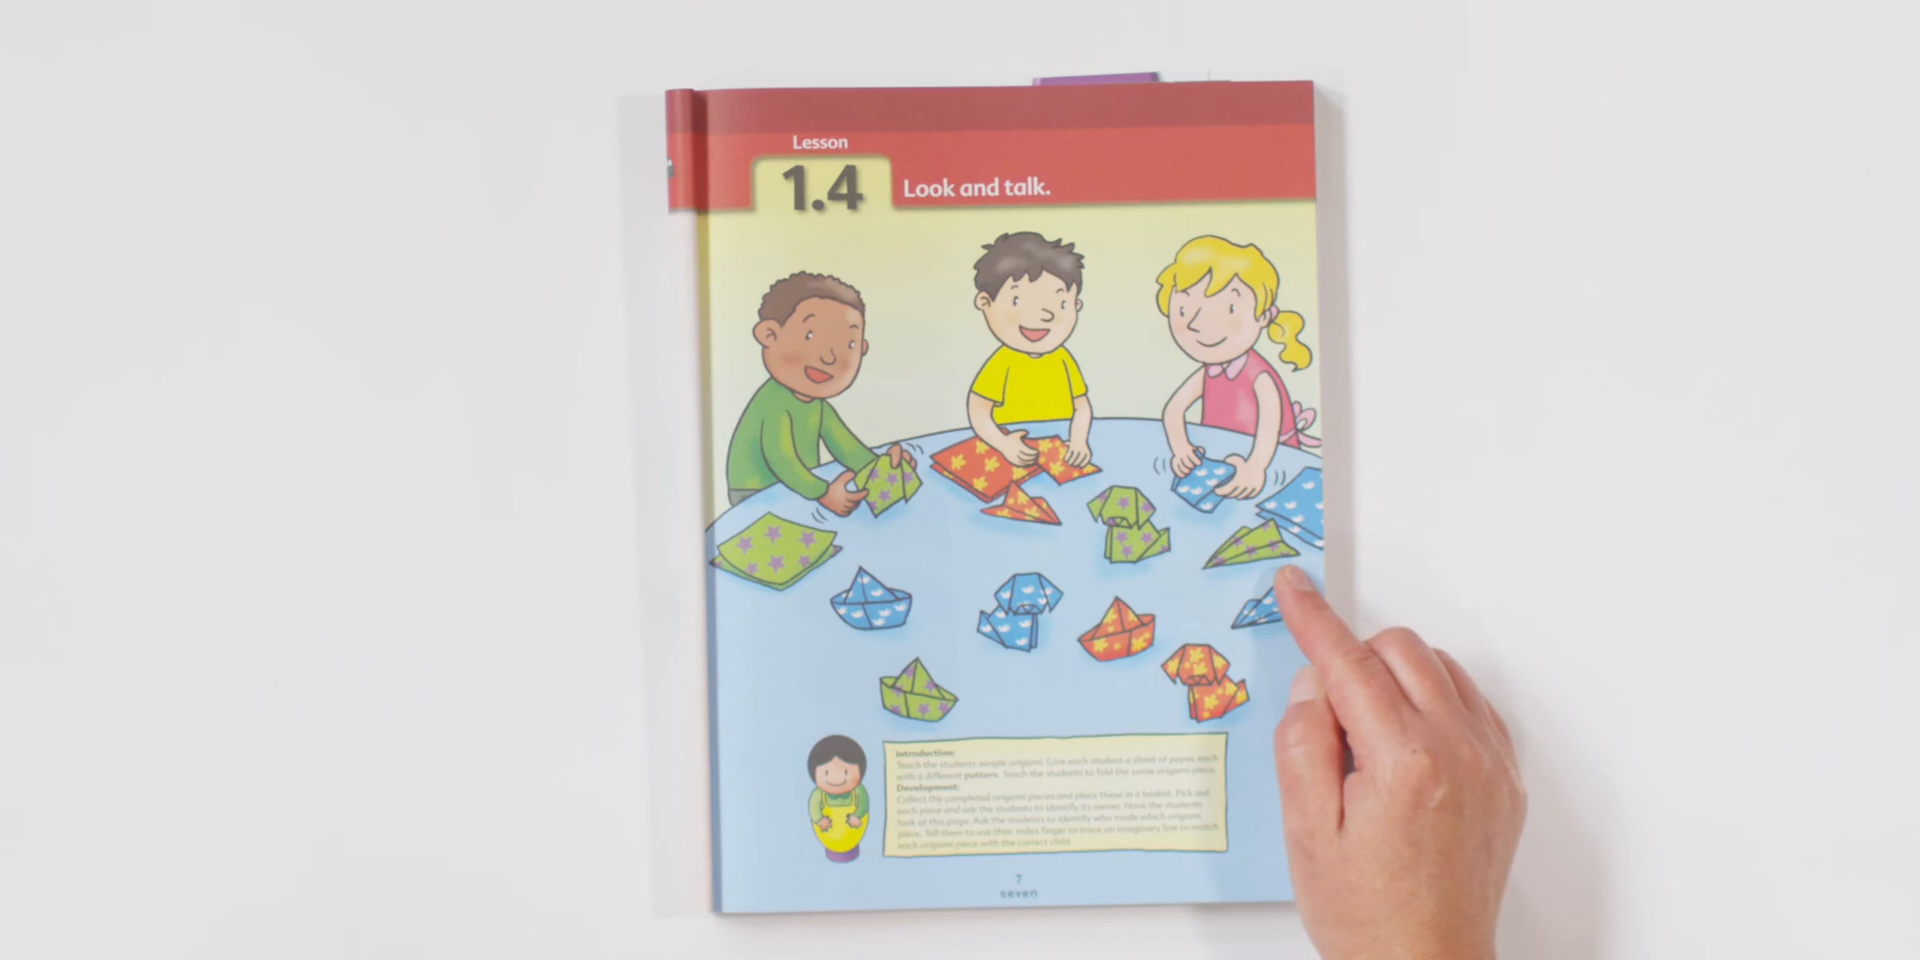 Lesson
1.4
Look and talk.
Introduction:
Teach the students simple origami. Give each student a sheet of paper, each
with a different pattern. Teach the students to fold the same origami piece.
Development:
Collect the completed origami pieces and place them in a basket. Pick out
each piece and ask the students to identify its owner. Have the students
look at this page. Ask the students to identify who made which origami
piece. Tell them to use their index finger to trace an imaginary line to match
each origami piece with the correct child.
7
seven